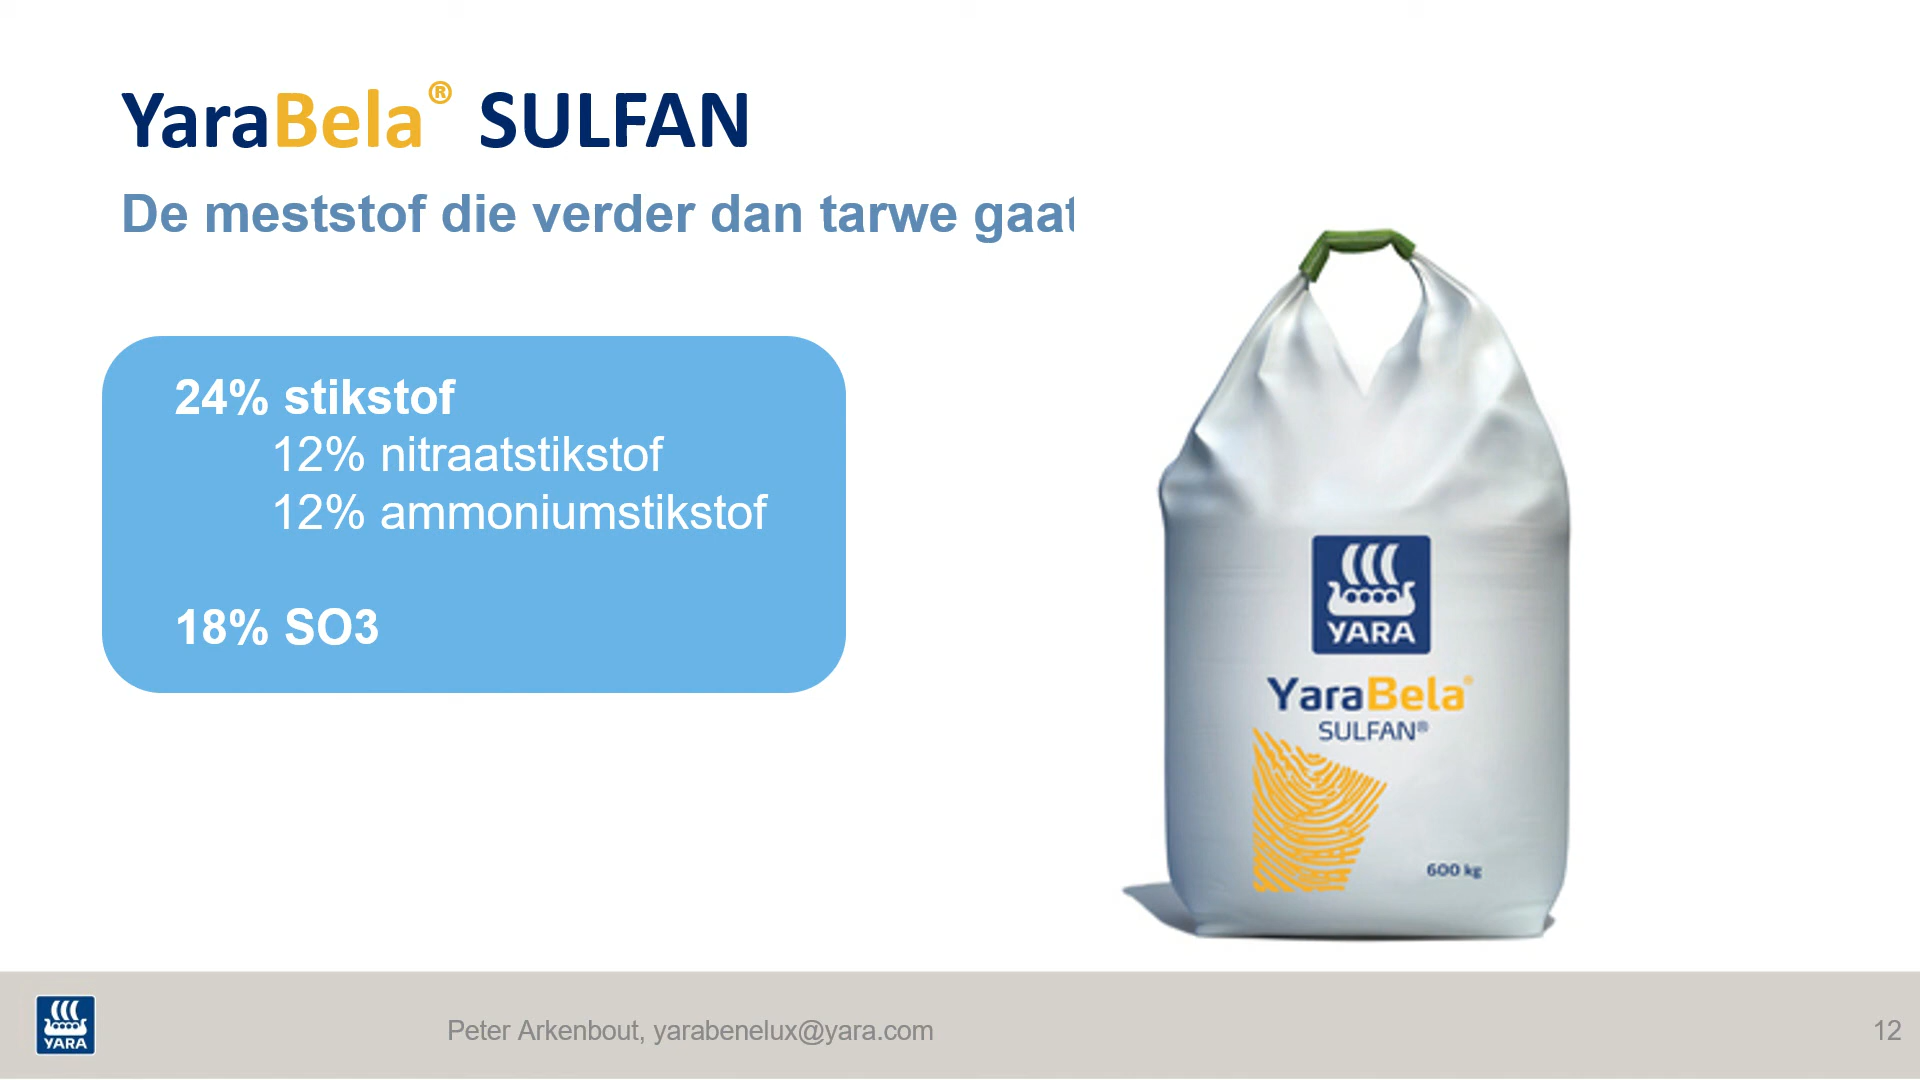 YaraBela® SULFAN
De meststof die verder dan tarwe gaat
24% stikstof
12% nitraatstikstof
12% ammoniumstikstof
18% SO3
YARA
YaraBela®
SULFAN®
600 kg
YARA
Peter Arkenbout, yarabenelux@yara.com
12